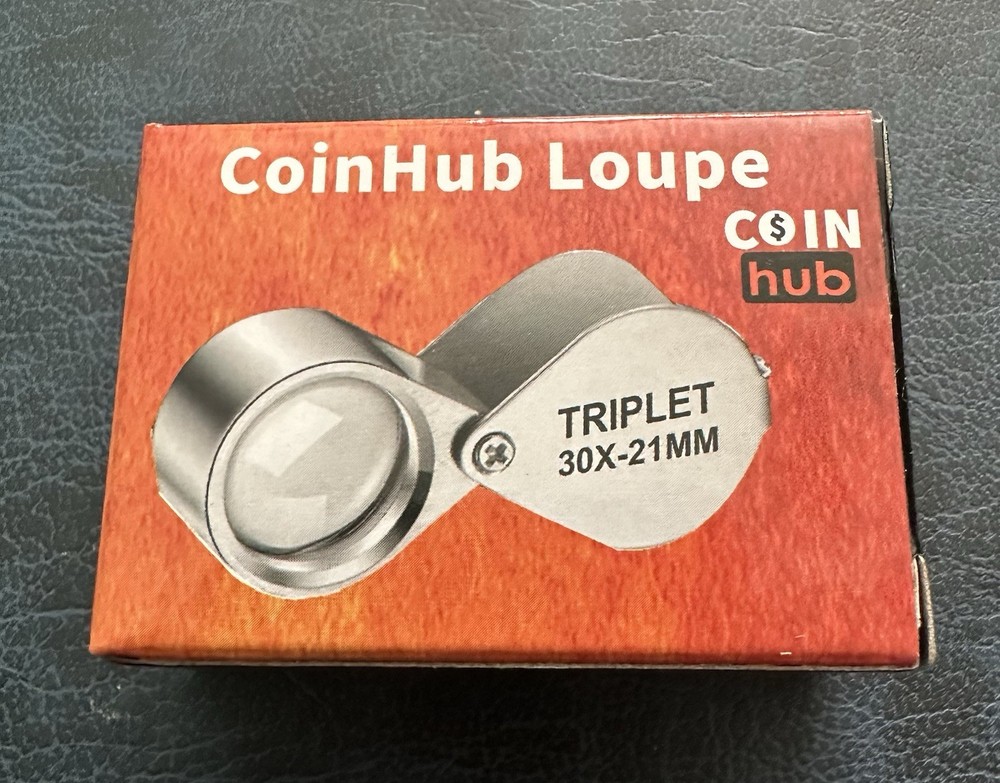 CoinHub Loupe
COIN
hub
TRIPLET
30X-21MM